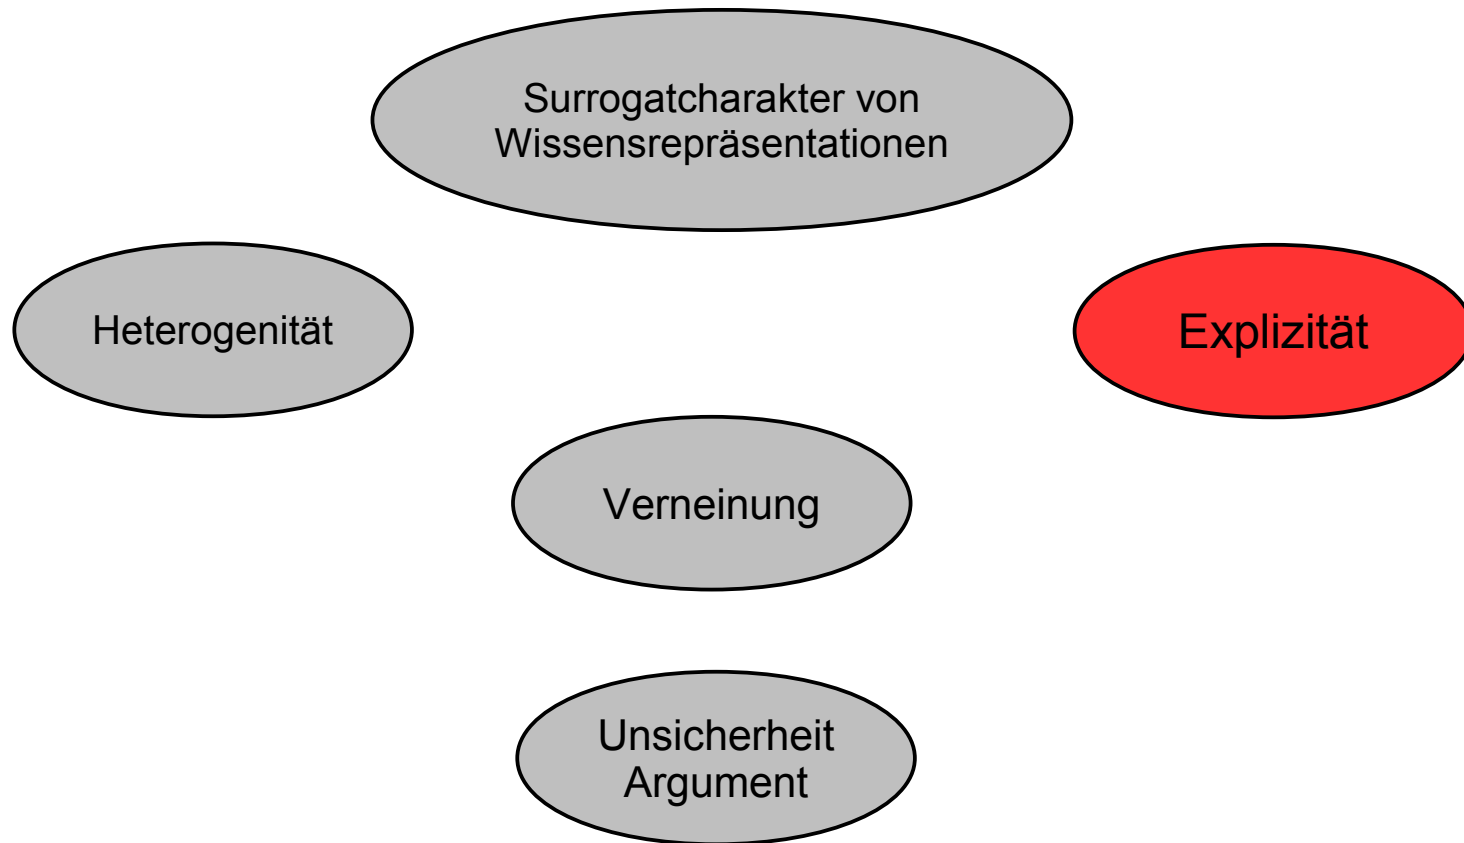 Surrogatcharakter von
Wissensrepräsentationen
Heterogenität
Explizität
Verneinung
Unsicherheit
Argument